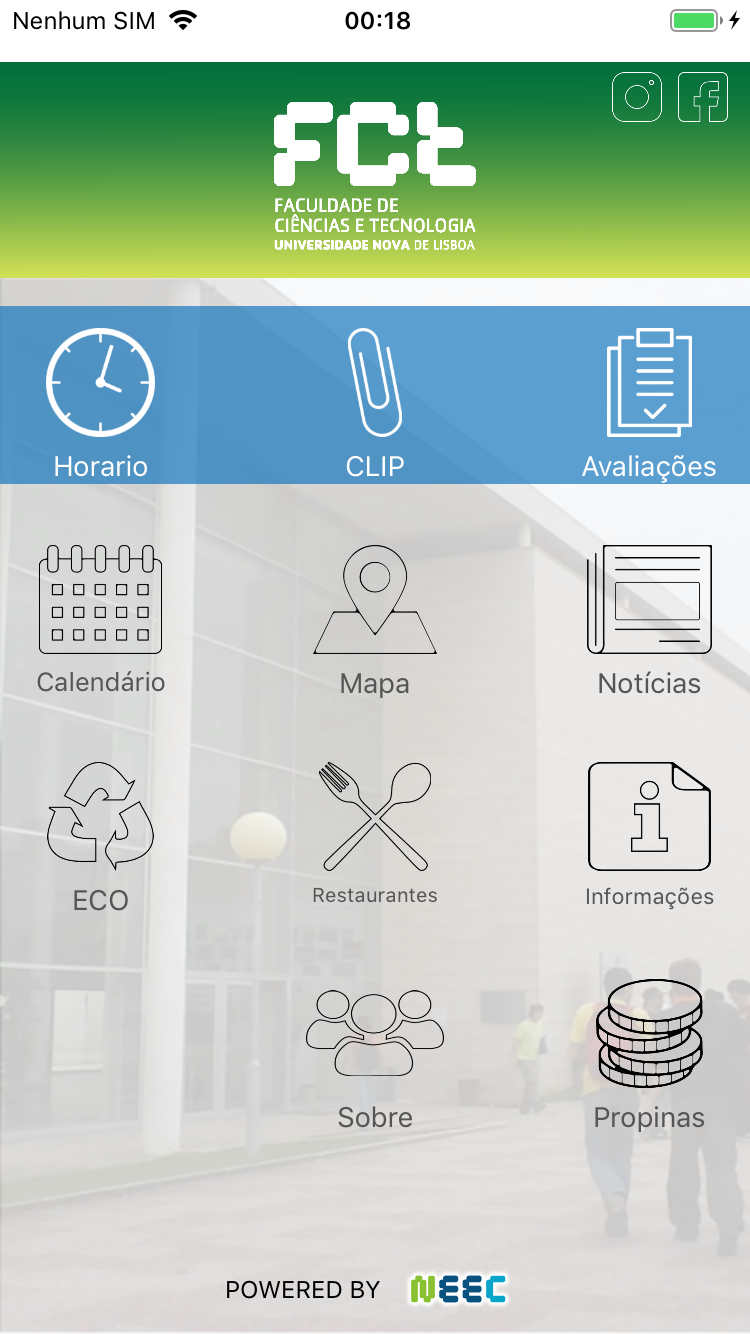 Nenhum SIM 00:18
FCt
FACULDADE DE
CIÊNCIAS E TECNOLOGIA
UNIVERSIDADE NOVA DE LISBOA
Horario CLIP Avaliações
Calendário Mapa Notícias
ECO Restaurantes Informações
Sobre Propinas
POWERED BY NEEC